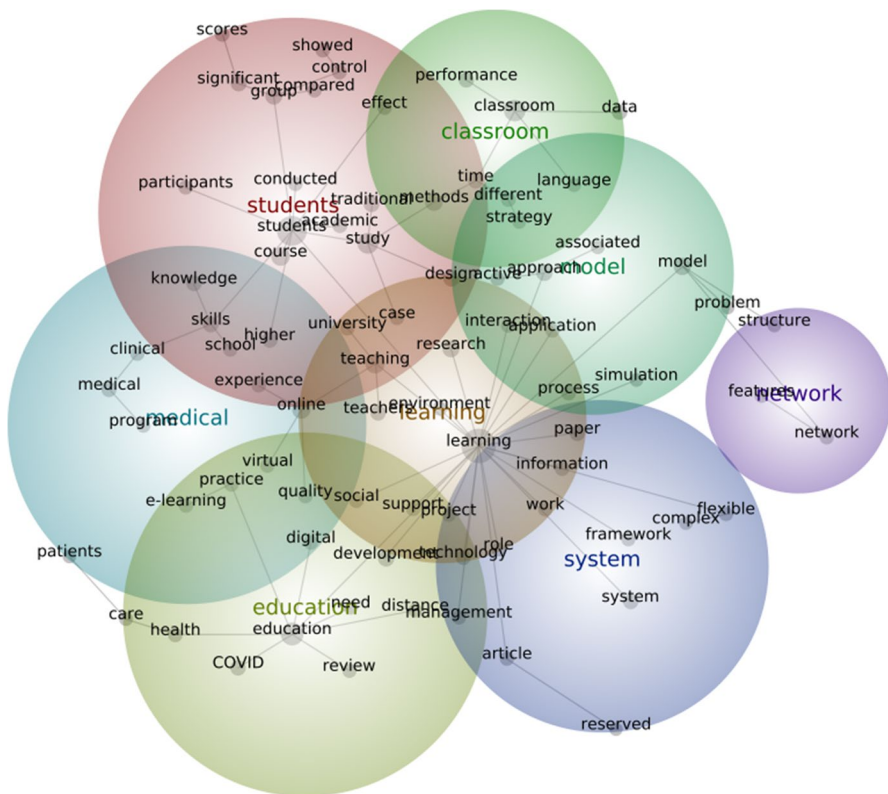 scores
showed
control
significant
compared
group
performance
effect
classroom
data
classroom
time
language
participants
conducted
different
traditional
methods
students
strategy
academic
students
study
associated
course
model
approach
model
design
active
knowledge
problem
case
skills
university
interaction
application
structure
higher
school
research
clinical
teaching
simulation
experience
medical
process
features
network
environment
online
teachers
learning
program
medical
paper
network
learning
virtual
information
practice
quality
social
e-learning
support
work
project
flexible
complex
digital
framework
role
patients
development
technology
system
system
need
distance
education
care
management
health
education
article
COVID
review
reserved